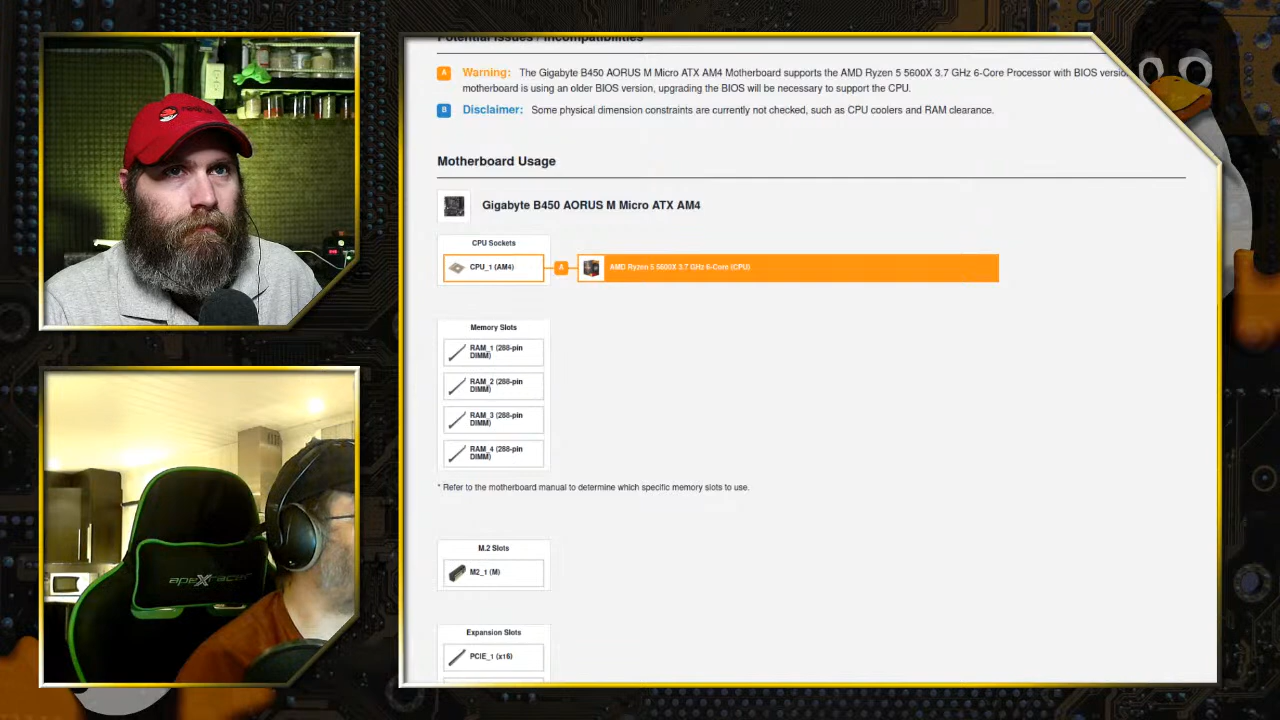 Potential Issues / Incompatibilities
A Warning: The Gigabyte B450 AORUS M Micro ATX AM4 Motherboard supports the AMD Ryzen 5 5600X 3.7 GHz 6-Core Processor with BIOS
motherboard is using an older BIOS version, upgrading the BIOS will be necessary to support the CPU.
B Disclaimer: Some physical dimension constraints are currently not checked, such as CPU coolers and RAM clearance.
Motherboard Usage
Gigabyte B450 AORUS M Micro ATX AM4
CPU Sockets
CPU_1 (AM4) A AMD Ryzen 5 5600X 3.7 GHz 6-Core (CPU)
Memory Slots
RAM_1 (288-pin
DIMM)
RAM_2 (288-pin
DIMM)
RAM_3 (288-pin
DIMM)
RAM_4 (288-pin
DIMM)
* Refer to the motherboard manual to determine which specific memory slots to use.
M.2 Slots
M2_1 (M)
Expansion Slots
PCIE_1 (x16)
apeXracer